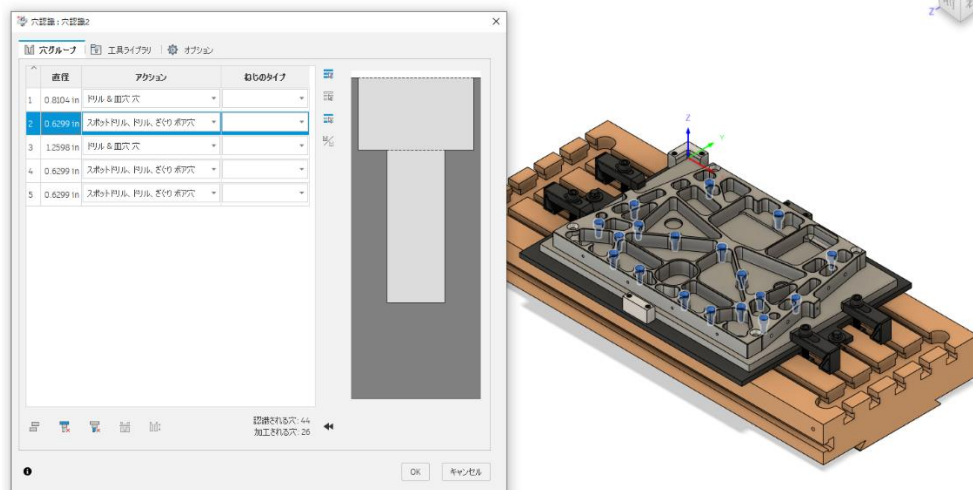 穴認識 : 穴認識2
穴グループ 工具ライブラリ オプション
直径 アクション ねじのタイプ
1 0.8104 in ドリル & 皿穴 穴
2 0.6299 in スポットドリル、ドリル、ざぐり ボア穴
3 1.2598 in ドリル & 皿穴 穴
4 0.6299 in スポットドリル、ドリル、ざぐり ボア穴
5 0.6299 in スポットドリル、ドリル、ざぐり ボア穴
認識される穴: 44
加工される穴: 26
OK キャンセル
Z
Y
Z